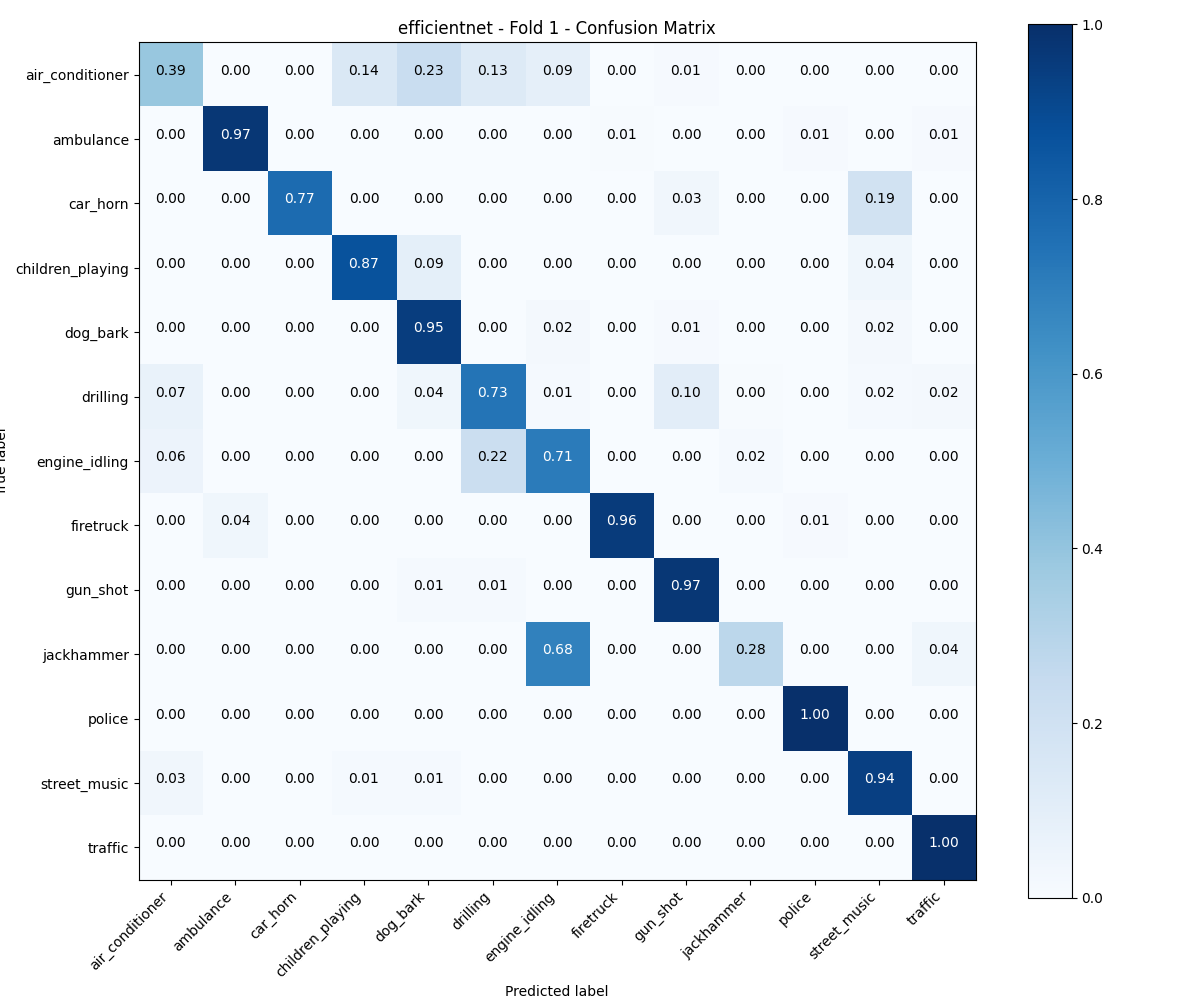 efficientnet - Fold 1 - Confusion Matrix
air_conditioner 0.39 0.00 0.00 0.14 0.23 0.13 0.09 0.00 0.01 0.00 0.00 0.00 0.00
ambulance 0.00 0.97 0.00 0.00 0.00 0.00 0.00 0.01 0.00 0.00 0.01 0.00 0.01
car_horn 0.00 0.00 0.77 0.00 0.00 0.00 0.00 0.00 0.03 0.00 0.00 0.19 0.00
children_playing 0.00 0.00 0.00 0.87 0.09 0.00 0.00 0.00 0.00 0.00 0.00 0.04 0.00
dog_bark 0.00 0.00 0.00 0.00 0.95 0.00 0.02 0.00 0.01 0.00 0.00 0.02 0.00
drilling 0.07 0.00 0.00 0.00 0.04 0.73 0.01 0.00 0.10 0.00 0.00 0.02 0.02
engine_idling 0.06 0.00 0.00 0.00 0.00 0.22 0.71 0.00 0.00 0.02 0.00 0.00 0.00
firetruck 0.00 0.04 0.00 0.00 0.00 0.00 0.00 0.96 0.00 0.00 0.01 0.00 0.00
gun_shot 0.00 0.00 0.00 0.00 0.01 0.01 0.00 0.00 0.97 0.00 0.00 0.00 0.00
jackhammer 0.00 0.00 0.00 0.00 0.00 0.00 0.68 0.00 0.00 0.28 0.00 0.00 0.04
police 0.00 0.00 0.00 0.00 0.00 0.00 0.00 0.00 0.00 0.00 1.00 0.00 0.00
street_music 0.03 0.00 0.00 0.01 0.01 0.00 0.00 0.00 0.00 0.00 0.00 0.94 0.00
traffic 0.00 0.00 0.00 0.00 0.00 0.00 0.00 0.00 0.00 0.00 0.00 0.00 1.00
air_conditioner ambulance car_horn children_playing dog_bark drilling engine_idling firetruck gun_shot jackhammer police street_music traffic
Predicted label
1.0
0.8
0.6
0.4
0.2
0.0